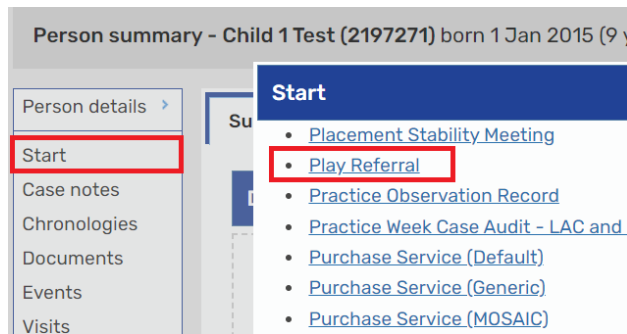 Person summary - Child 1 Test (2197271) born 1 Jan 2015 (9
Person details
Start
Case notes
Chronologies
Documents
Events
Visits
Su
Start
Placement Stability Meeting
Play Referral
Practice Observation Record
Practice Week Case Audit - LAC and
Purchase Service (Default)
Purchase Service (Generic)
Purchase Service (MOSAIC)